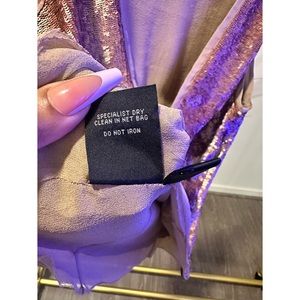 SPECIALIST DRY
CLEAN IN NET BAG
DO NOT IRON